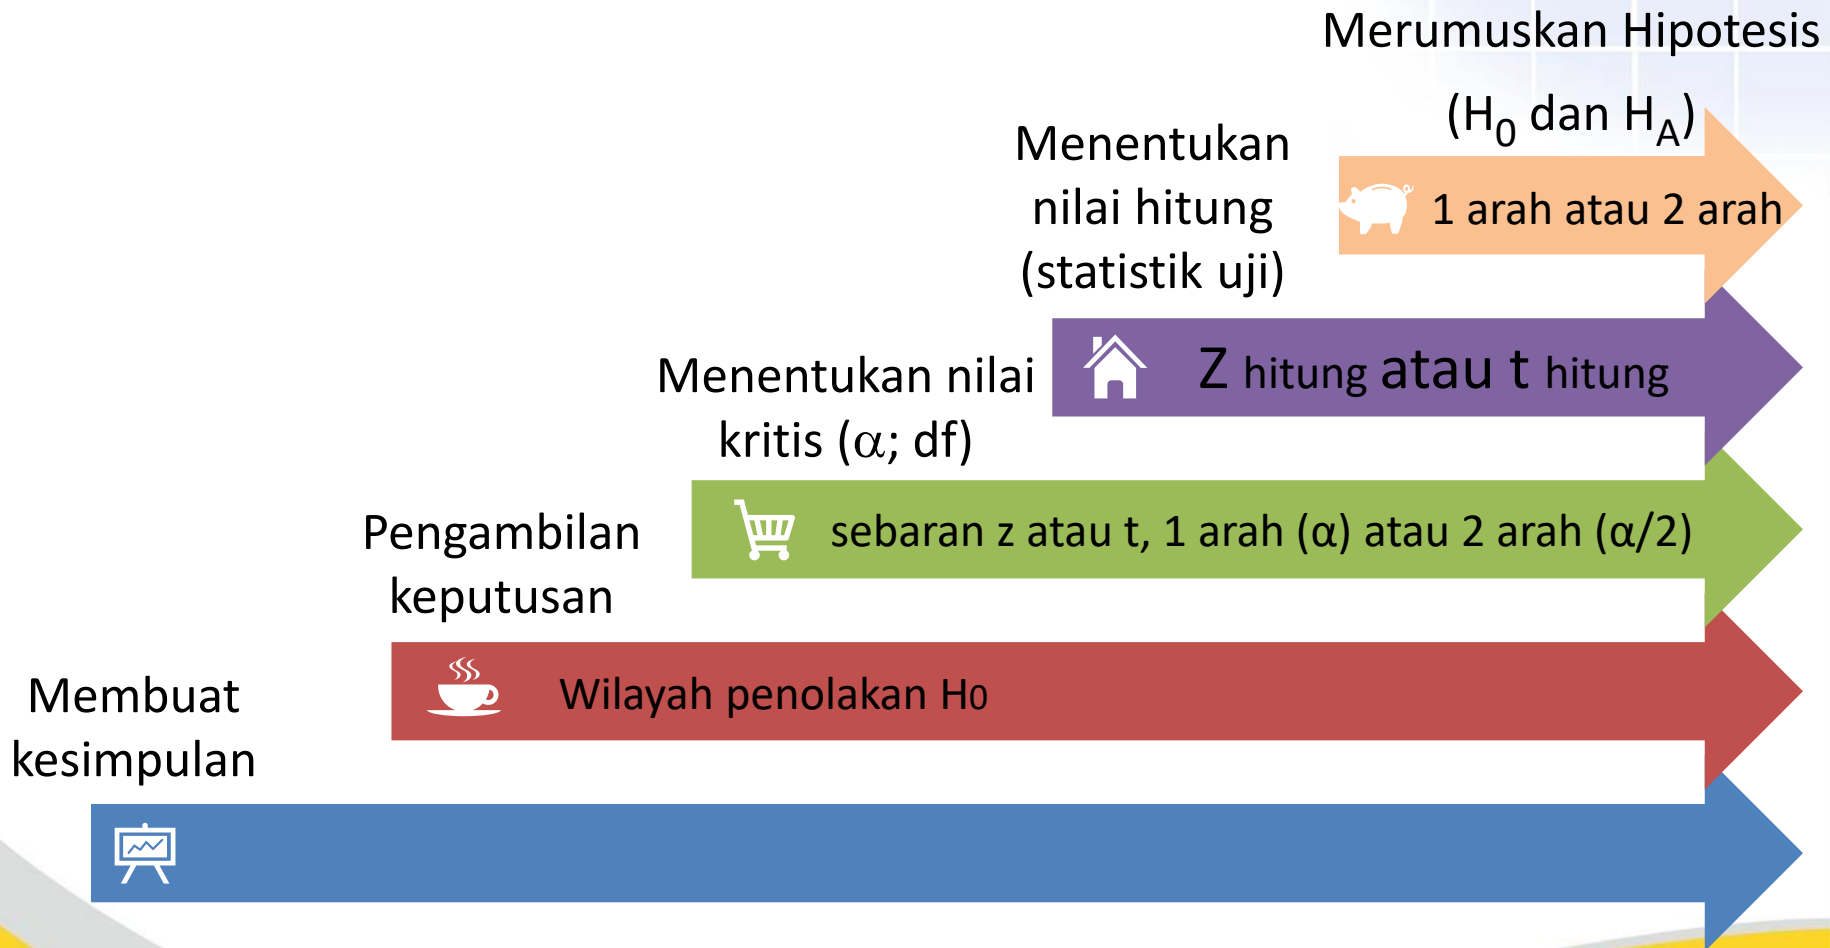 Merumuskan Hipotesis
(H0 dan HA)
1 arah atau 2 arah
Menentukan
nilai hitung
(statistik uji)
Z hitung atau t hitung
Menentukan nilai
kritis (α; df)
sebaran z atau t, 1 arah (α) atau 2 arah (α/2)
Pengambilan
keputusan
Wilayah penolakan H0
Membuat
kesimpulan